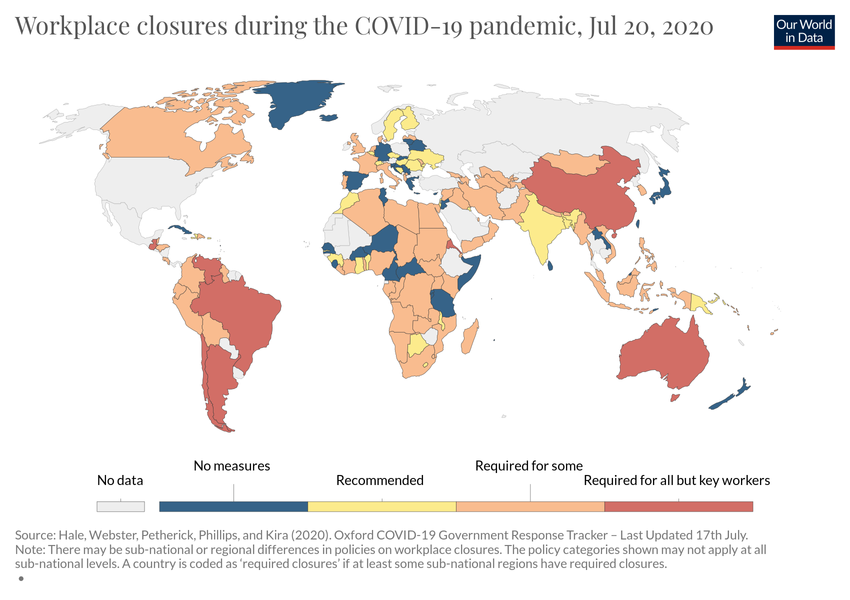 Workplace closures during the COVID-19 pandemic, Jul 20, 2020
Our World
in Data
No data
No measures
Recommended
Required for some
Required for all but key workers
Source: Hale, Webster, Petherick, Phillips, and Kira (2020). Oxford COVID-19 Government Response Tracker – Last Updated 17th July.
Note: There may be sub-national or regional differences in policies on workplace closures. The policy categories shown may not apply at all
sub-national levels. A country is coded as 'required closures' if at least some sub-national regions have required closures.
•